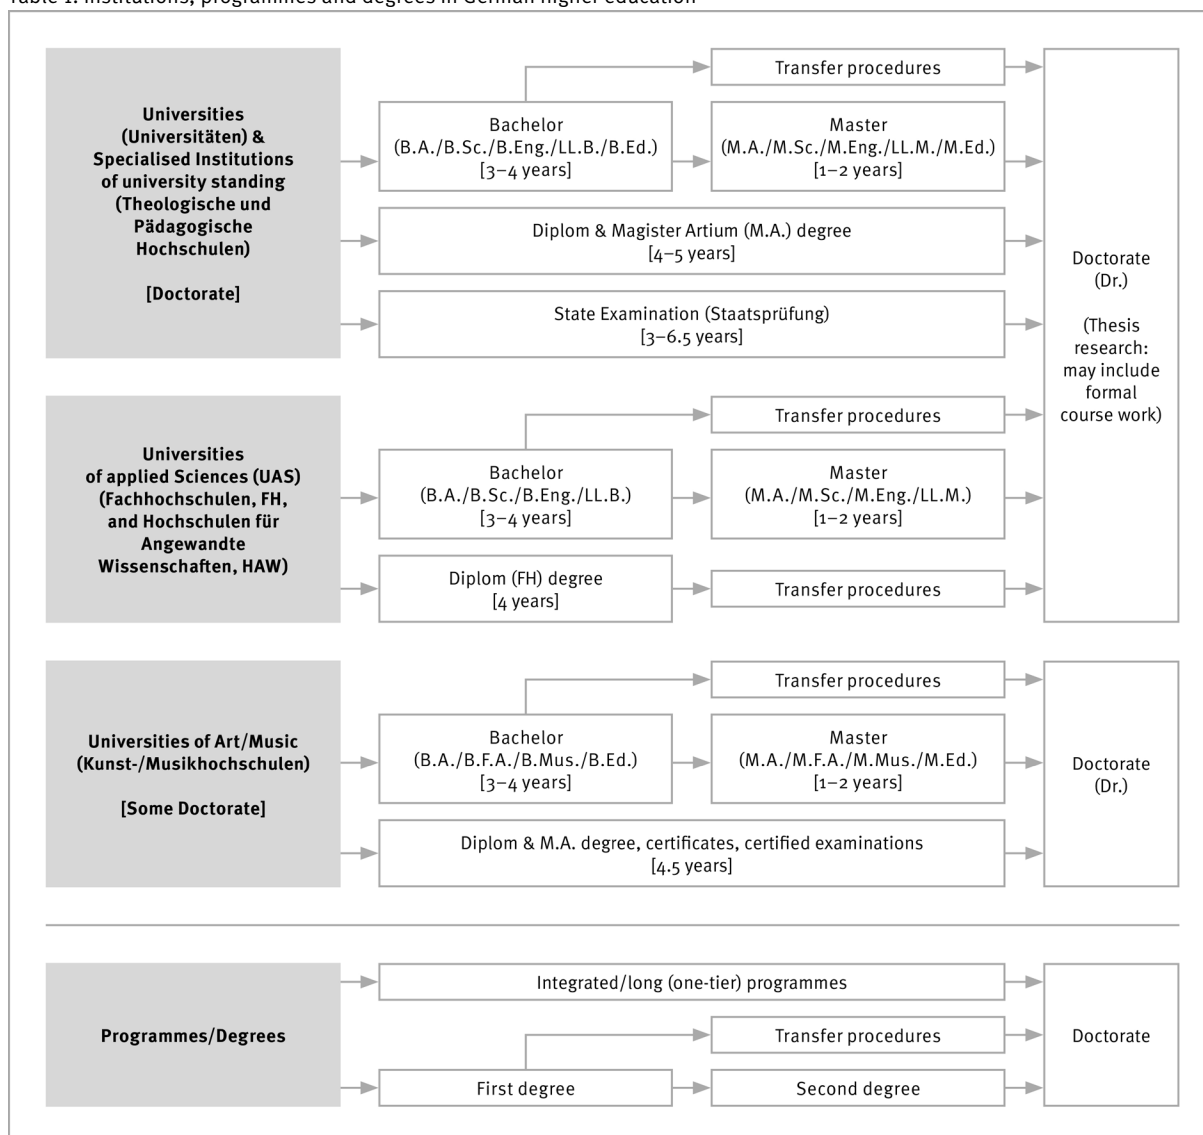 Table 1: Institutions, programmes and degrees in German higher education
Universities
(Universitäten) &
Specialised Institutions
of university standing
(Theologische und
Pädagogische
Hochschulen)
[Doctorate]
Transfer procedures
Bachelor
(B.A./B.Sc./B.Eng./LL.B./B.Ed.)
[3–4 years]
Master
(M.A./M.Sc./M.Eng./LL.M./M.Ed.)
[1–2 years]
Diplom & Magister Artium (M.A.) degree
[4–5 years]
State Examination (Staatsprüfung)
[3–6.5 years]
Doctorate
(Dr.)
(Thesis
research:
may include
formal
course work)
Universities
of applied Sciences (UAS)
(Fachhochschulen, FH,
and Hochschulen für
Angewandte
Wissenschaften, HAW)
Transfer procedures
Bachelor
(B.A./B.Sc./B.Eng./LL.B.)
[3–4 years]
Master
(M.A./M.Sc./M.Eng./LL.M.)
[1–2 years]
Diplom (FH) degree
[4 years]
Transfer procedures
Universities of Art/Music
(Kunst-/Musikhochschulen)
[Some Doctorate]
Transfer procedures
Bachelor
(B.A./B.F.A./B.Mus./B.Ed.)
[3–4 years]
Master
(M.A./M.F.A./M.Mus./M.Ed.)
[1–2 years]
Diplom & M.A. degree, certificates, certified examinations
[4.5 years]
Doctorate
(Dr.)
Programmes/Degrees
Integrated/long (one-tier) programmes
Transfer procedures
First degree
Second degree
Doctorate